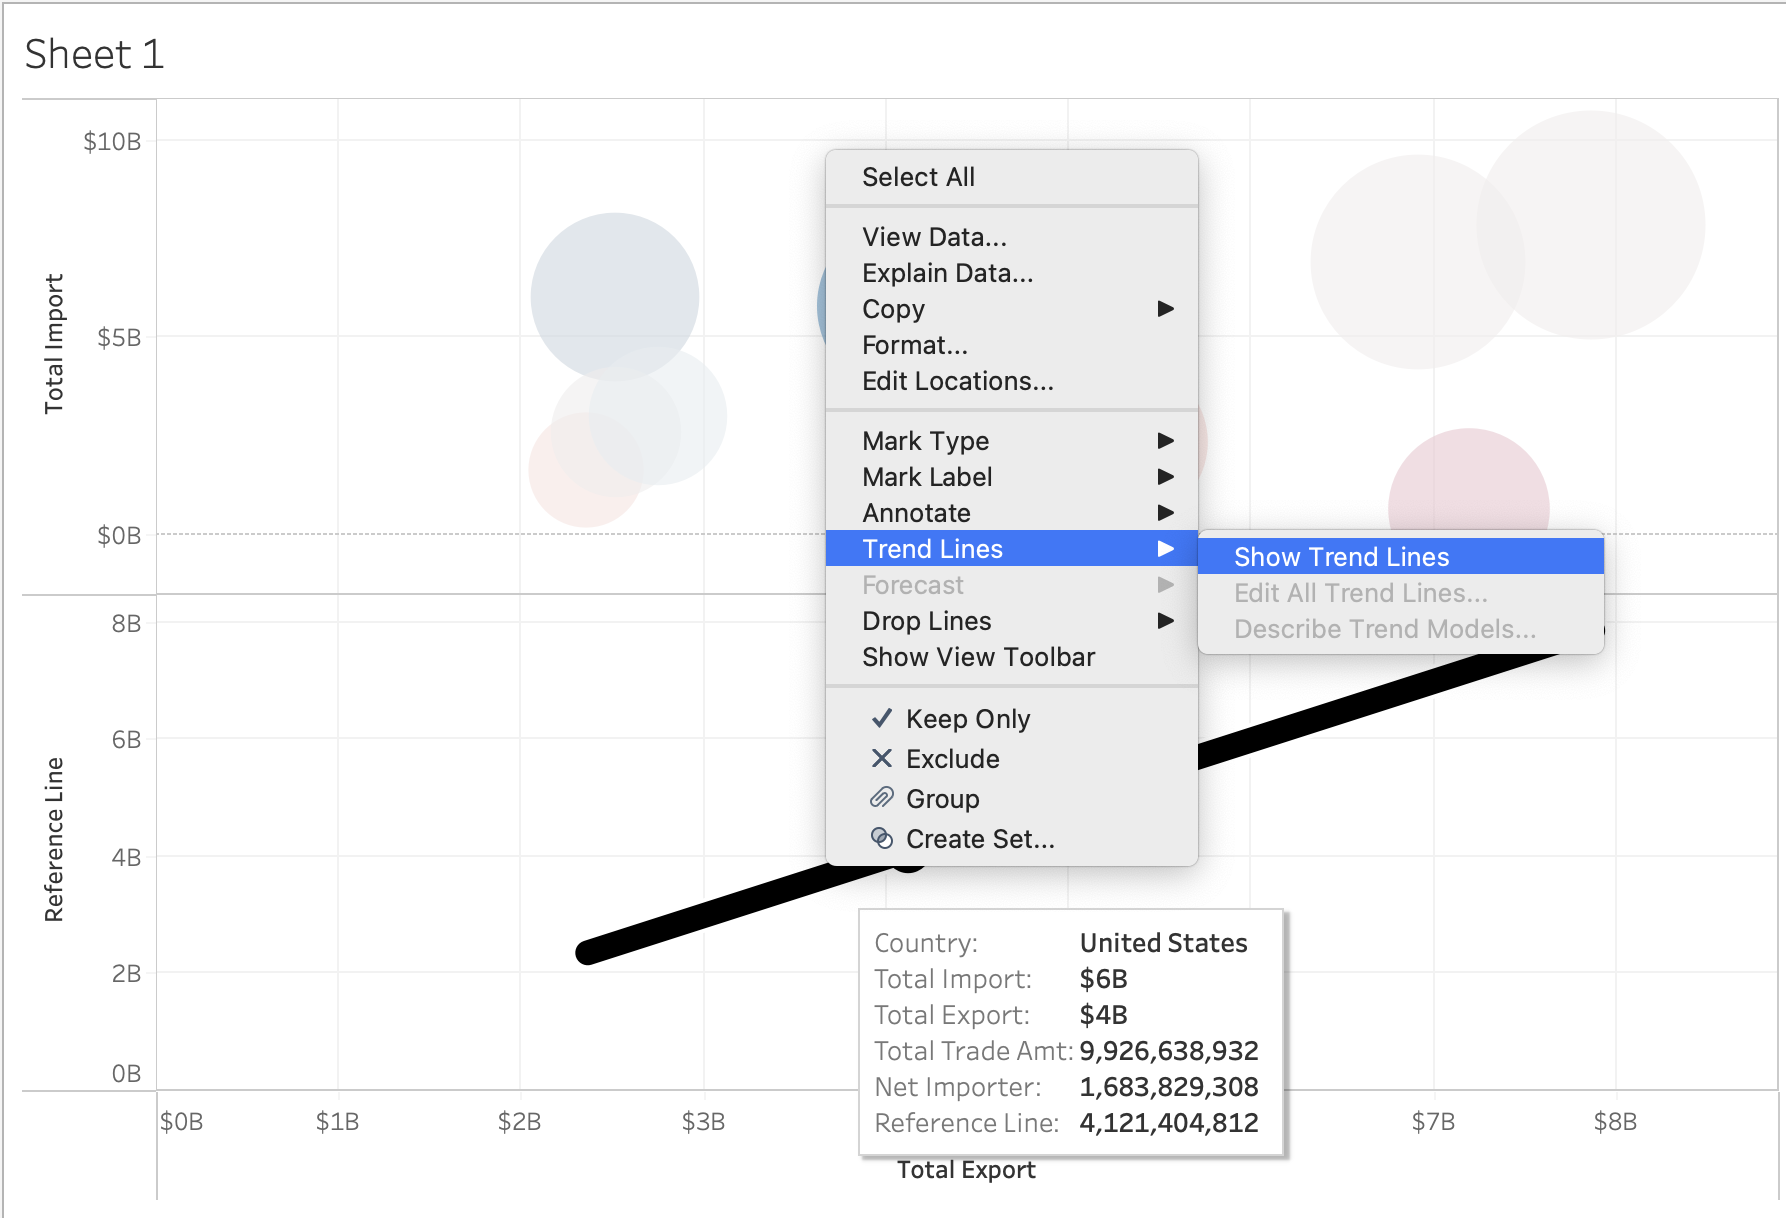 Sheet 1
$10B
$5B
$0B
Total Import
8B
6B
4B
2B
0B
Reference Line
Select All
View Data...
Explain Data...
Copy
Format...
Edit Locations...
Mark Type
Mark Label
Annotate
Trend Lines
Forecast
Drop Lines
Show View Toolbar
Keep Only
Exclude
Group
Create Set...
Show Trend Lines
Edit All Trend Lines...
Describe Trend Models...
Country: United States
Total Import: $6B
Total Export: $4B
Total Trade Amt: 9,926,638,932
Net Importer: 1,683,829,308
Reference Line: 4,121,404,812
$0B $1B $2B $3B $7B $8B
Total Export